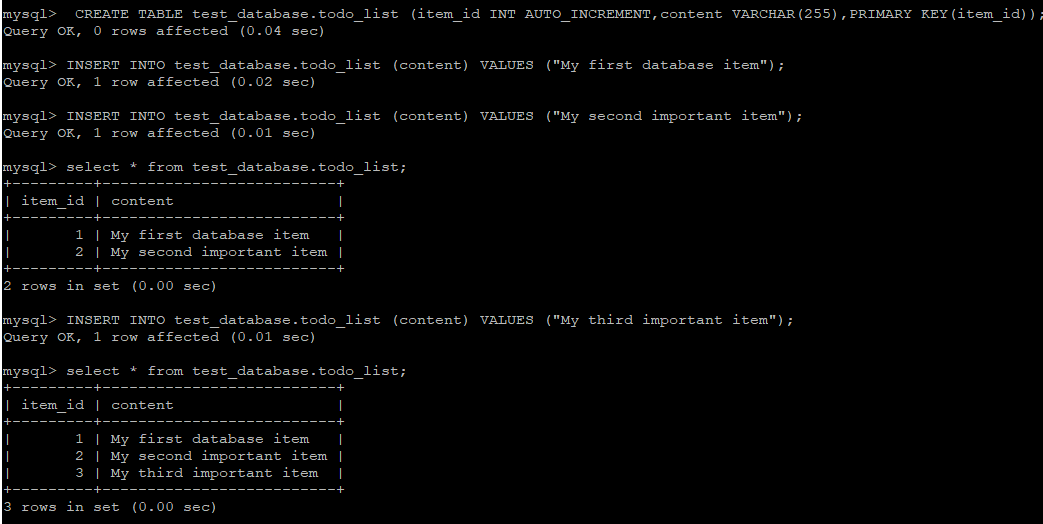 mysql>  CREATE TABLE test_database.todo_list (item_id INT AUTO_INCREMENT,content VARCHAR(255),PRIMARY KEY(item_id));
Query OK, 0 rows affected (0.04 sec)

mysql> INSERT INTO test_database.todo_list (content) VALUES ("My first database item");
Query OK, 1 row affected (0.02 sec)

mysql> INSERT INTO test_database.todo_list (content) VALUES ("My second important item");
Query OK, 1 row affected (0.01 sec)

mysql> select * from test_database.todo_list;
+---------+--------------------------+
| item_id | content                  |
+---------+--------------------------+
|       1 | My first database item   |
|       2 | My second important item |
+---------+--------------------------+
2 rows in set (0.00 sec)

mysql> INSERT INTO test_database.todo_list (content) VALUES ("My third important item");
Query OK, 1 row affected (0.01 sec)

mysql> select * from test_database.todo_list;
+---------+--------------------------+
| item_id | content                  |
+---------+--------------------------+
|       1 | My first database item   |
|       2 | My second important item |
|       3 | My third important item  |
+---------+--------------------------+
3 rows in set (0.00 sec)